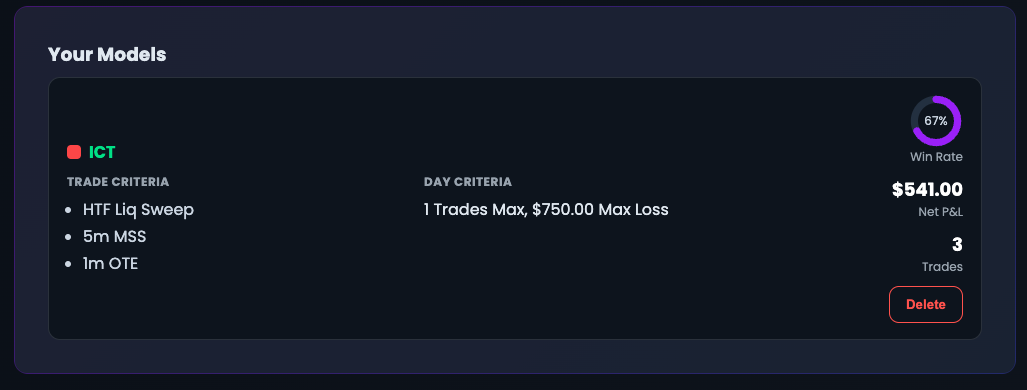 Your Models
ICT
TRADE CRITERIA
HTF Liq Sweep
5m MSS
1m OTE
DAY CRITERIA
1 Trades Max, $750.00 Max Loss
67%
Win Rate
$541.00
Net P&L
3
Trades
Delete